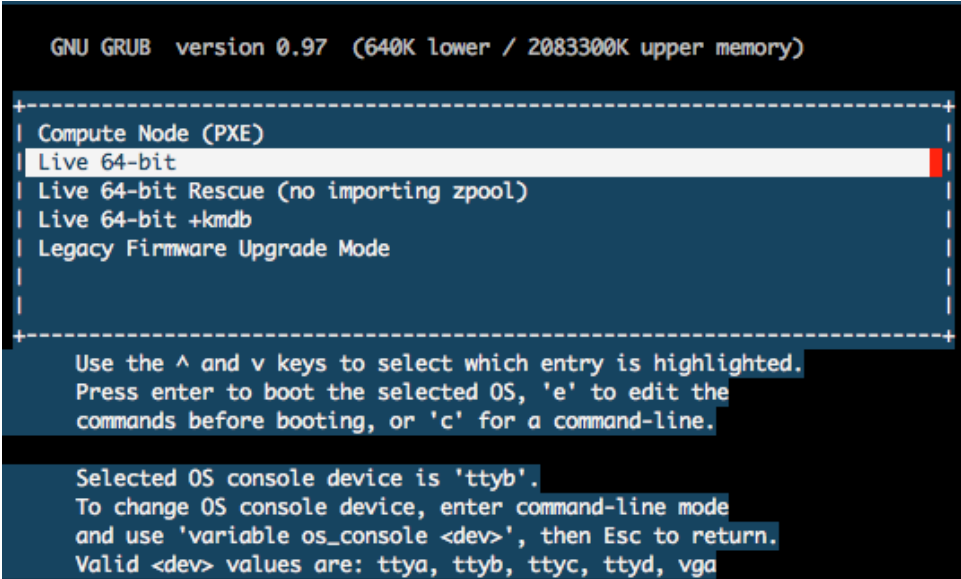 GNU GRUB version 0.97 (640K lower / 2083300K upper memory)
+-------------------------------------------------------------------------+
| Compute Node (PXE) |
| Live 64-bit |
| Live 64-bit Rescue (no importing zpool) |
| Live 64-bit +kmdb |
| Legacy Firmware Upgrade Mode |
| |
| |
+-------------------------------------------------------------------------+
Use the ^ and v keys to select which entry is highlighted.
Press enter to boot the selected OS, 'e' to edit the
commands before booting, or 'c' for a command-line.
Selected OS console device is 'ttyb'.
To change OS console device, enter command-line mode
and use 'variable os_console <dev>', then Esc to return.
Valid <dev> values are: ttya, ttyb, ttyc, ttyd, vga